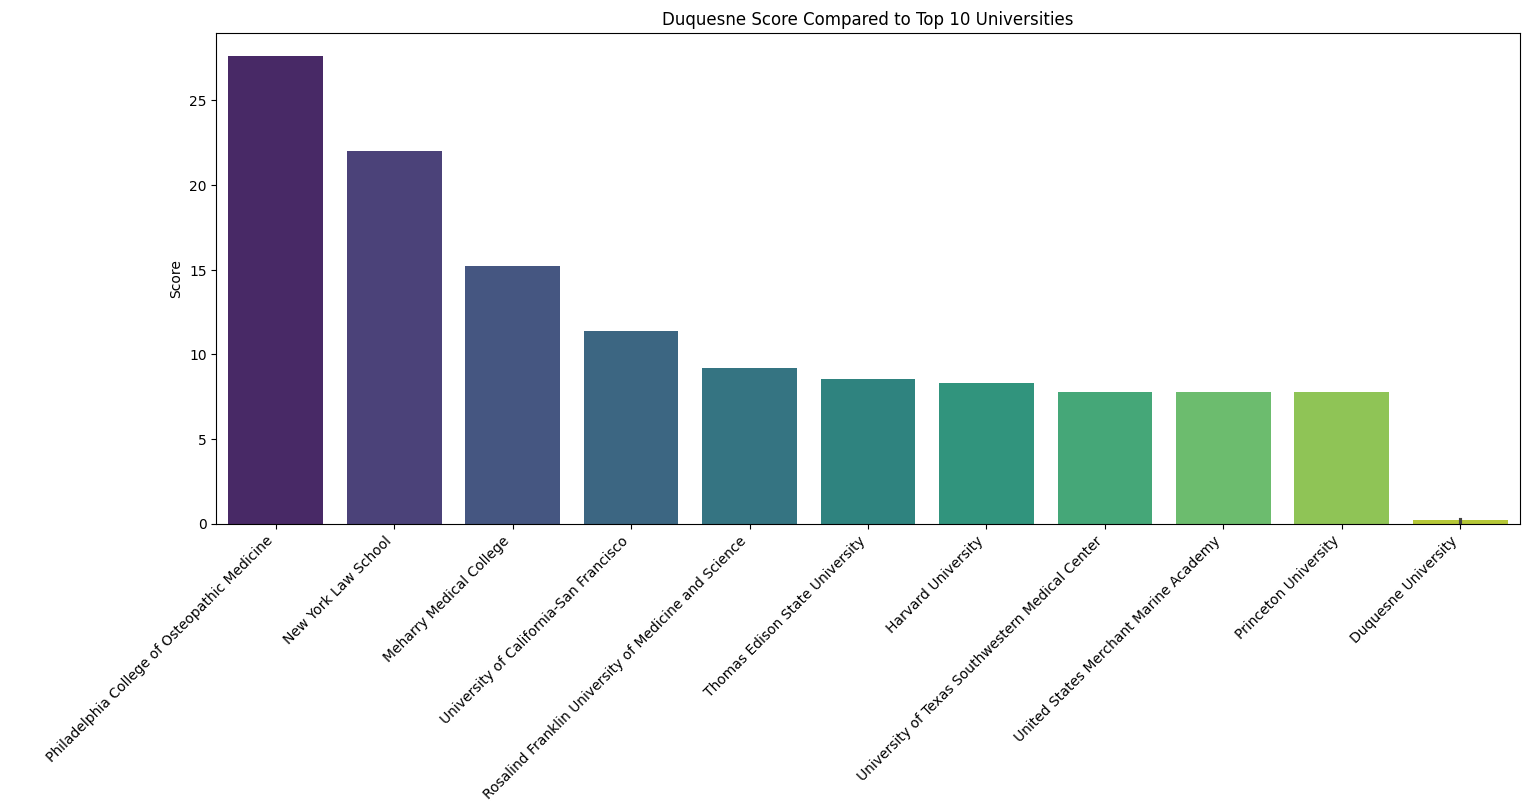 Duquesne Score Compared to Top 10 Universities
Score
25
20
15
10
5
0
Philadelphia College of Osteopathic Medicine
New York Law School
Meharry Medical College
University of California-San Francisco
Rosalind Franklin University of Medicine and Science
Thomas Edison State University
Harvard University
University of Texas Southwestern Medical Center
United States Merchant Marine Academy
Princeton University
Duquesne University